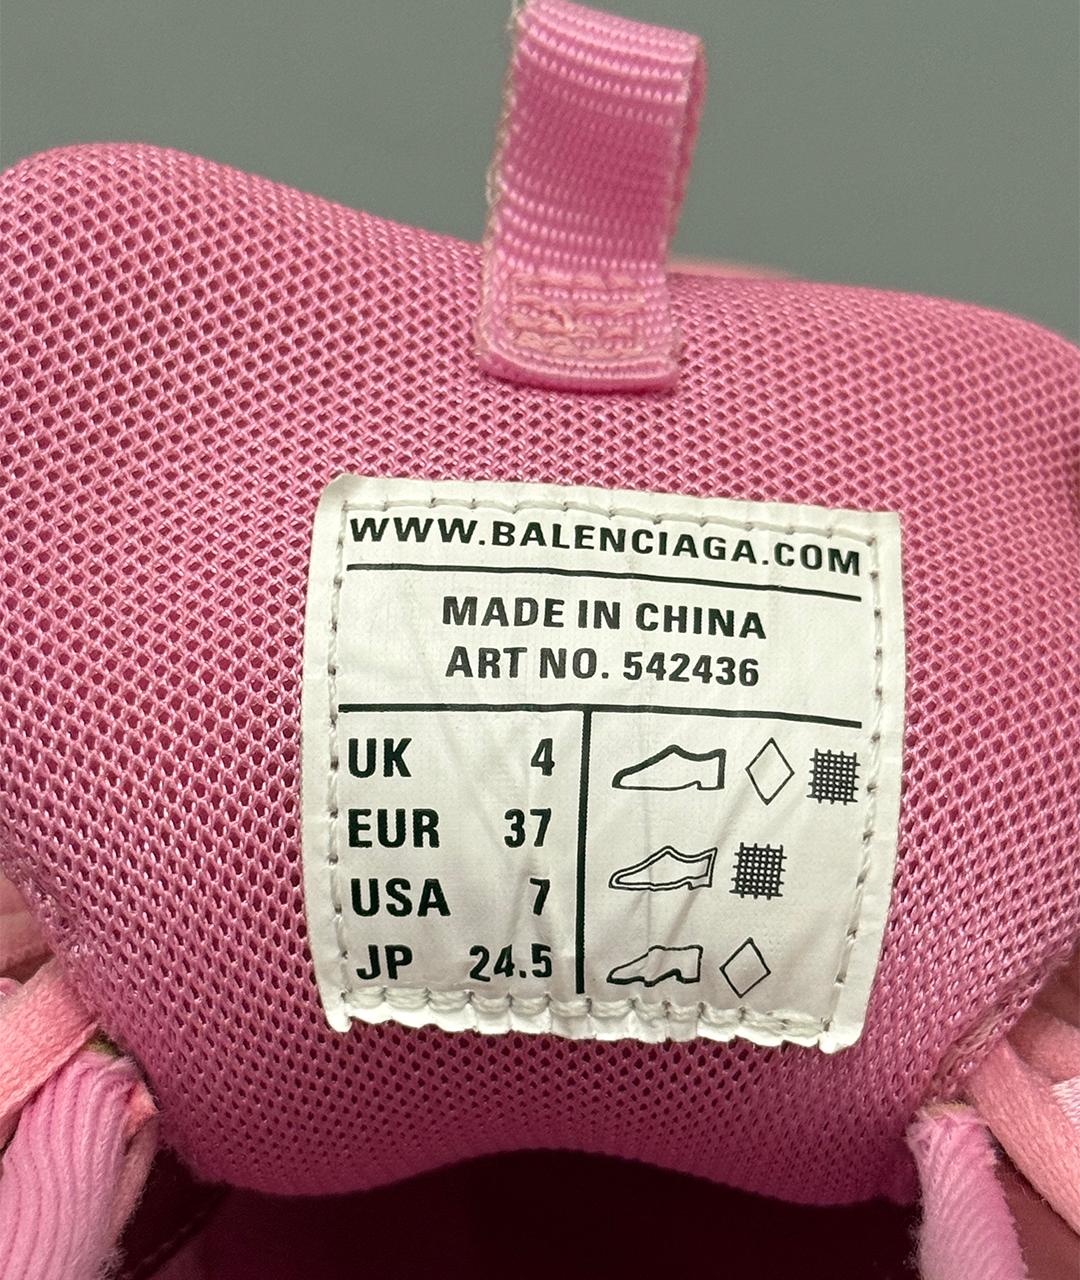 WWW.BALENCIAGA.COM
MADE IN CHINA
ART NO. 542436
UK 4
EUR 37
USA 7
JP 24.5